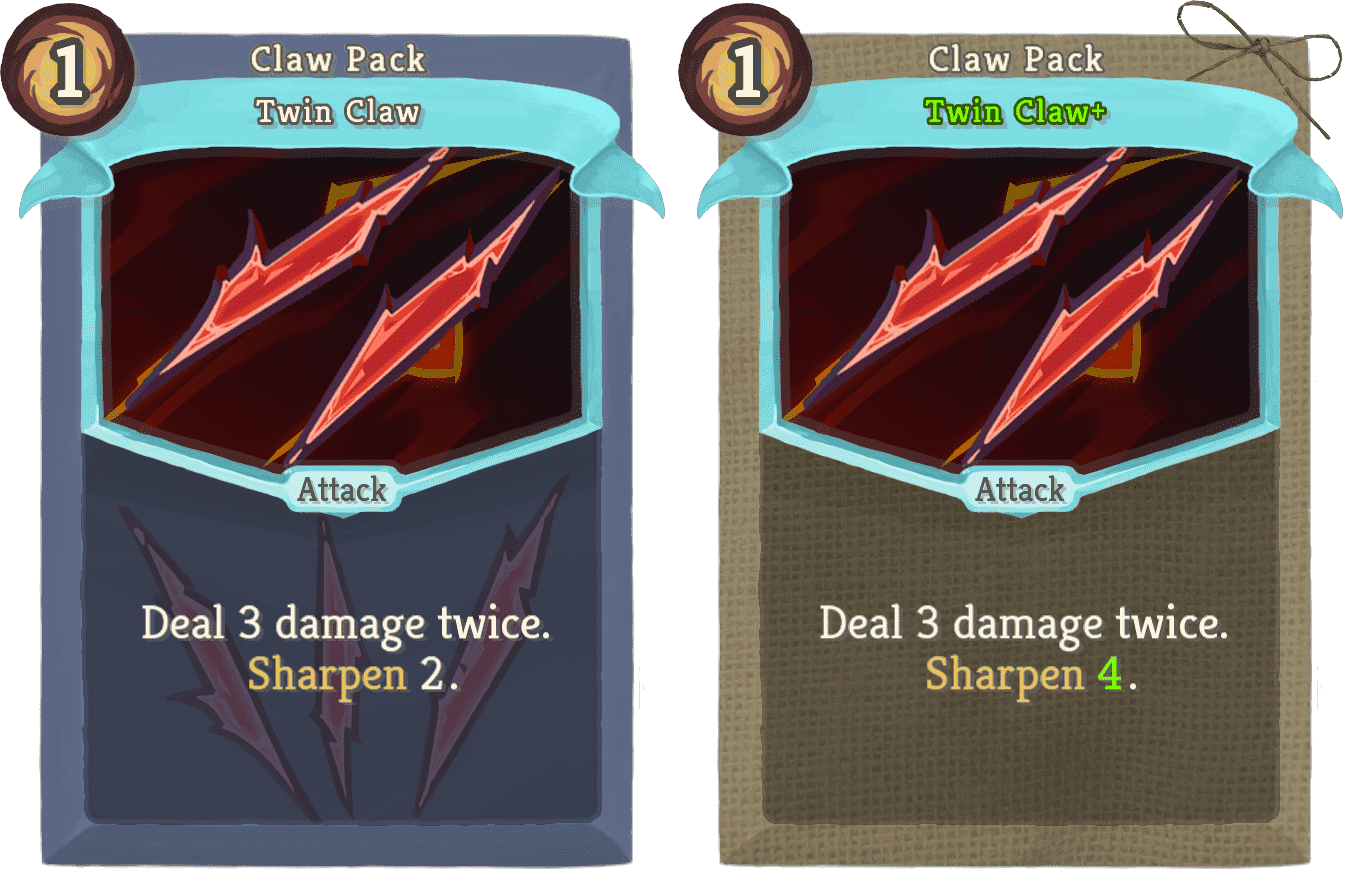 1
Claw Pack
Twin Claw
Attack
Deal 3 damage twice.
Sharpen 2.
1
Claw Pack
Twin Claw+
Attack
Deal 3 damage twice.
Sharpen 4.